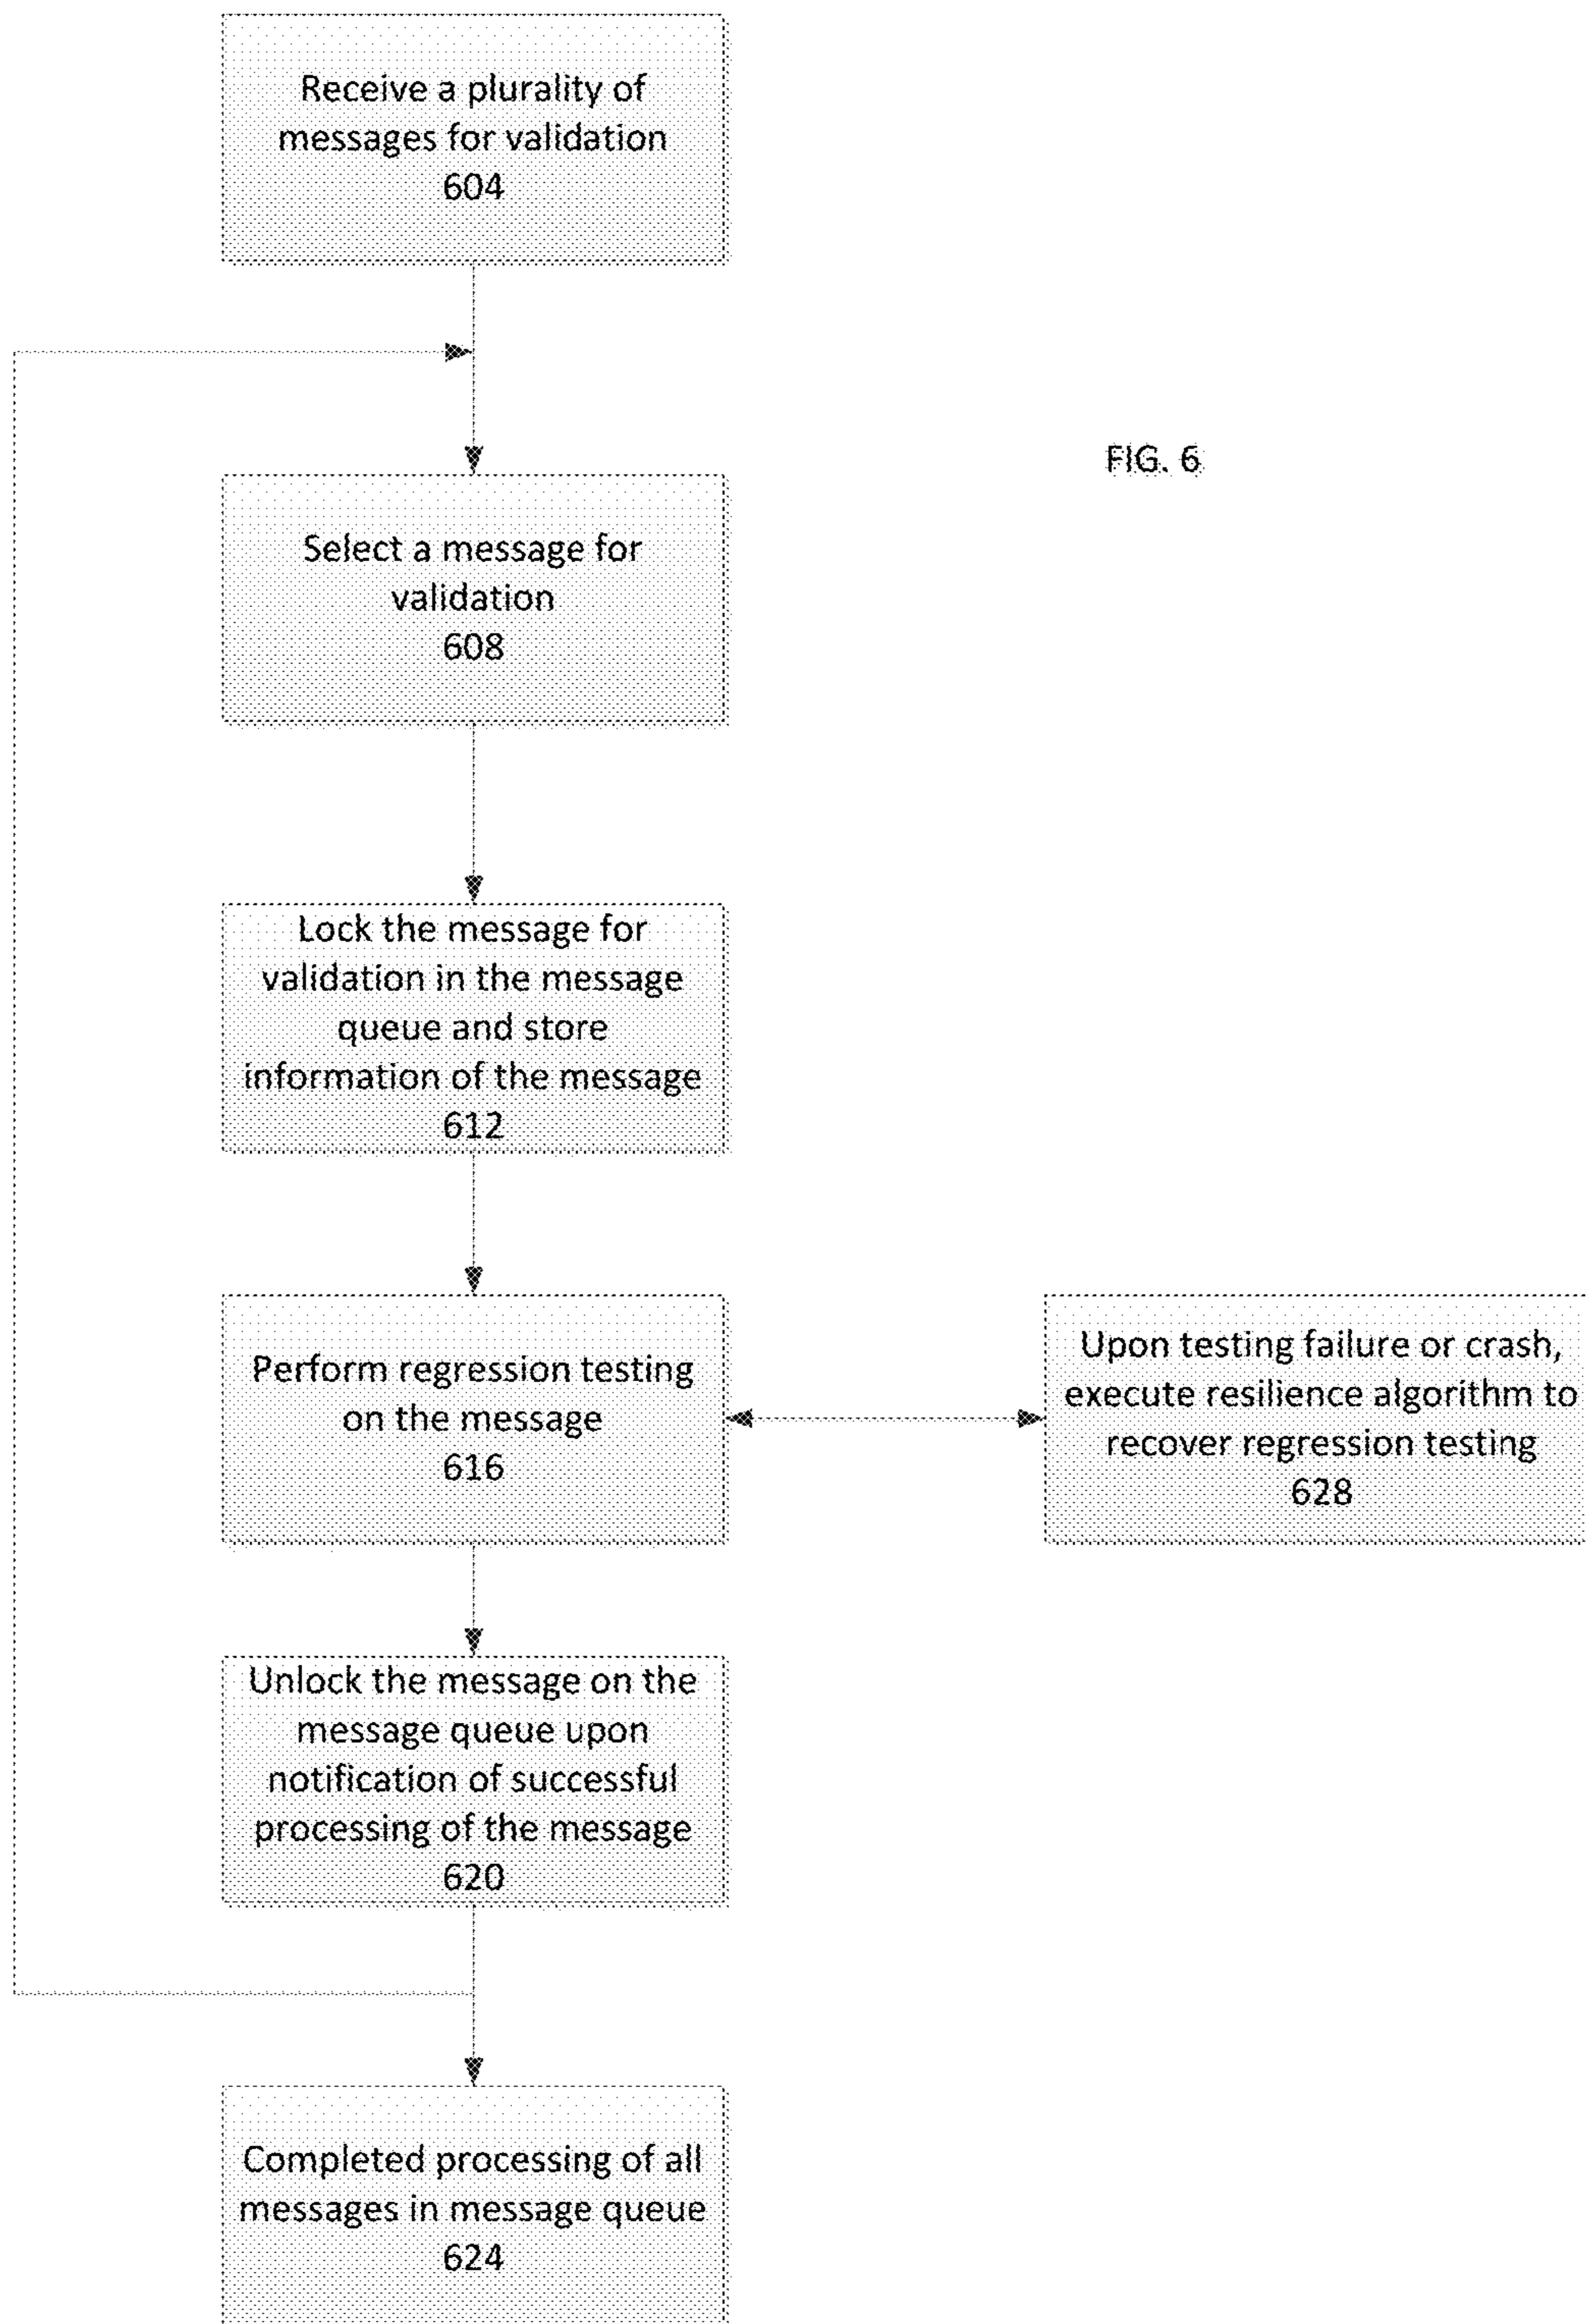 Receive a plurality of
messages for validation
604
FIG. 6
Select a message for
validation
608
Lock the message for
validation in the message
queue and store
information of the message
612
Perform regression testing
on the message
616
Upon testing failure or crash,
execute resilience algorithm to
recover regression testing
628
Unlock the message on the
message queue upon
notification of successful
processing of the message
620
Completed processing of all
messages in message queue
624